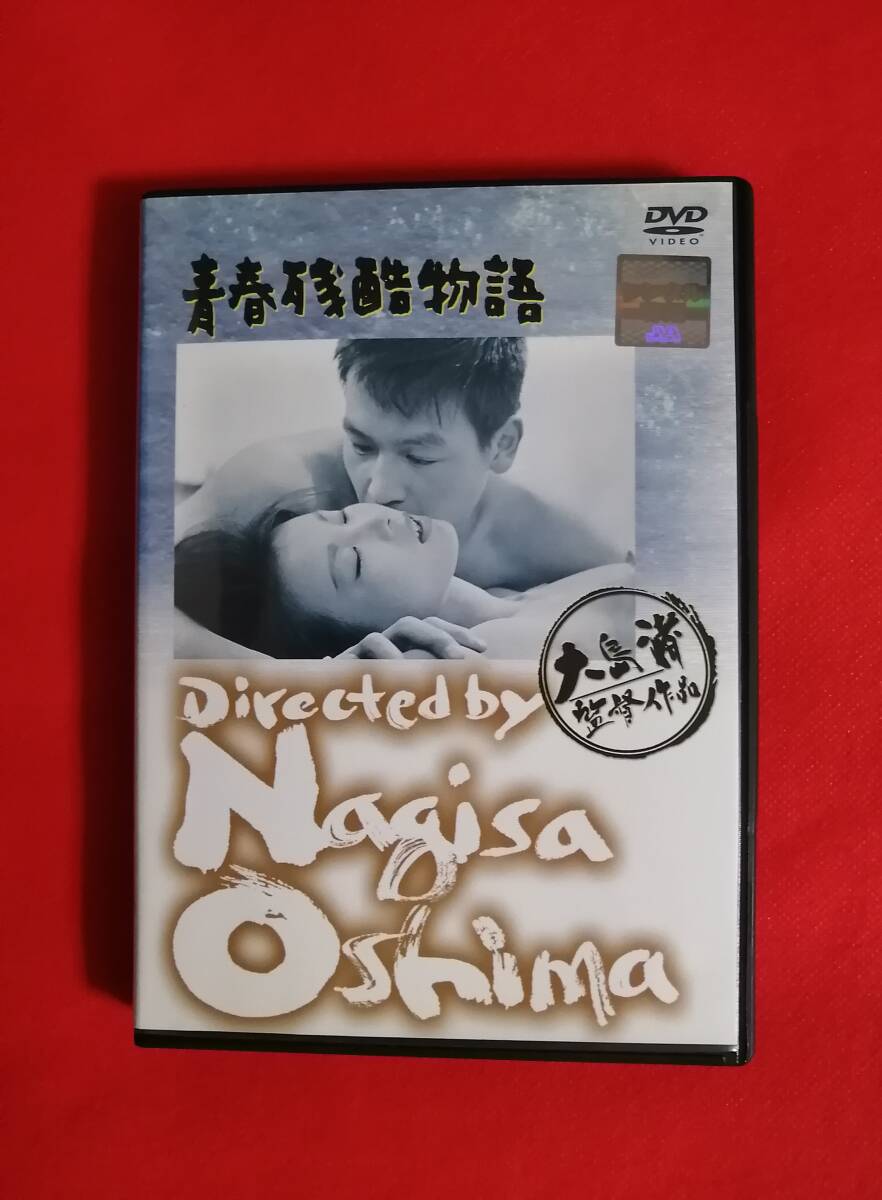 DVD
VIDEO
青春残酷物語
大島渚
監督作品
Directed by
Nagisa
Oshima